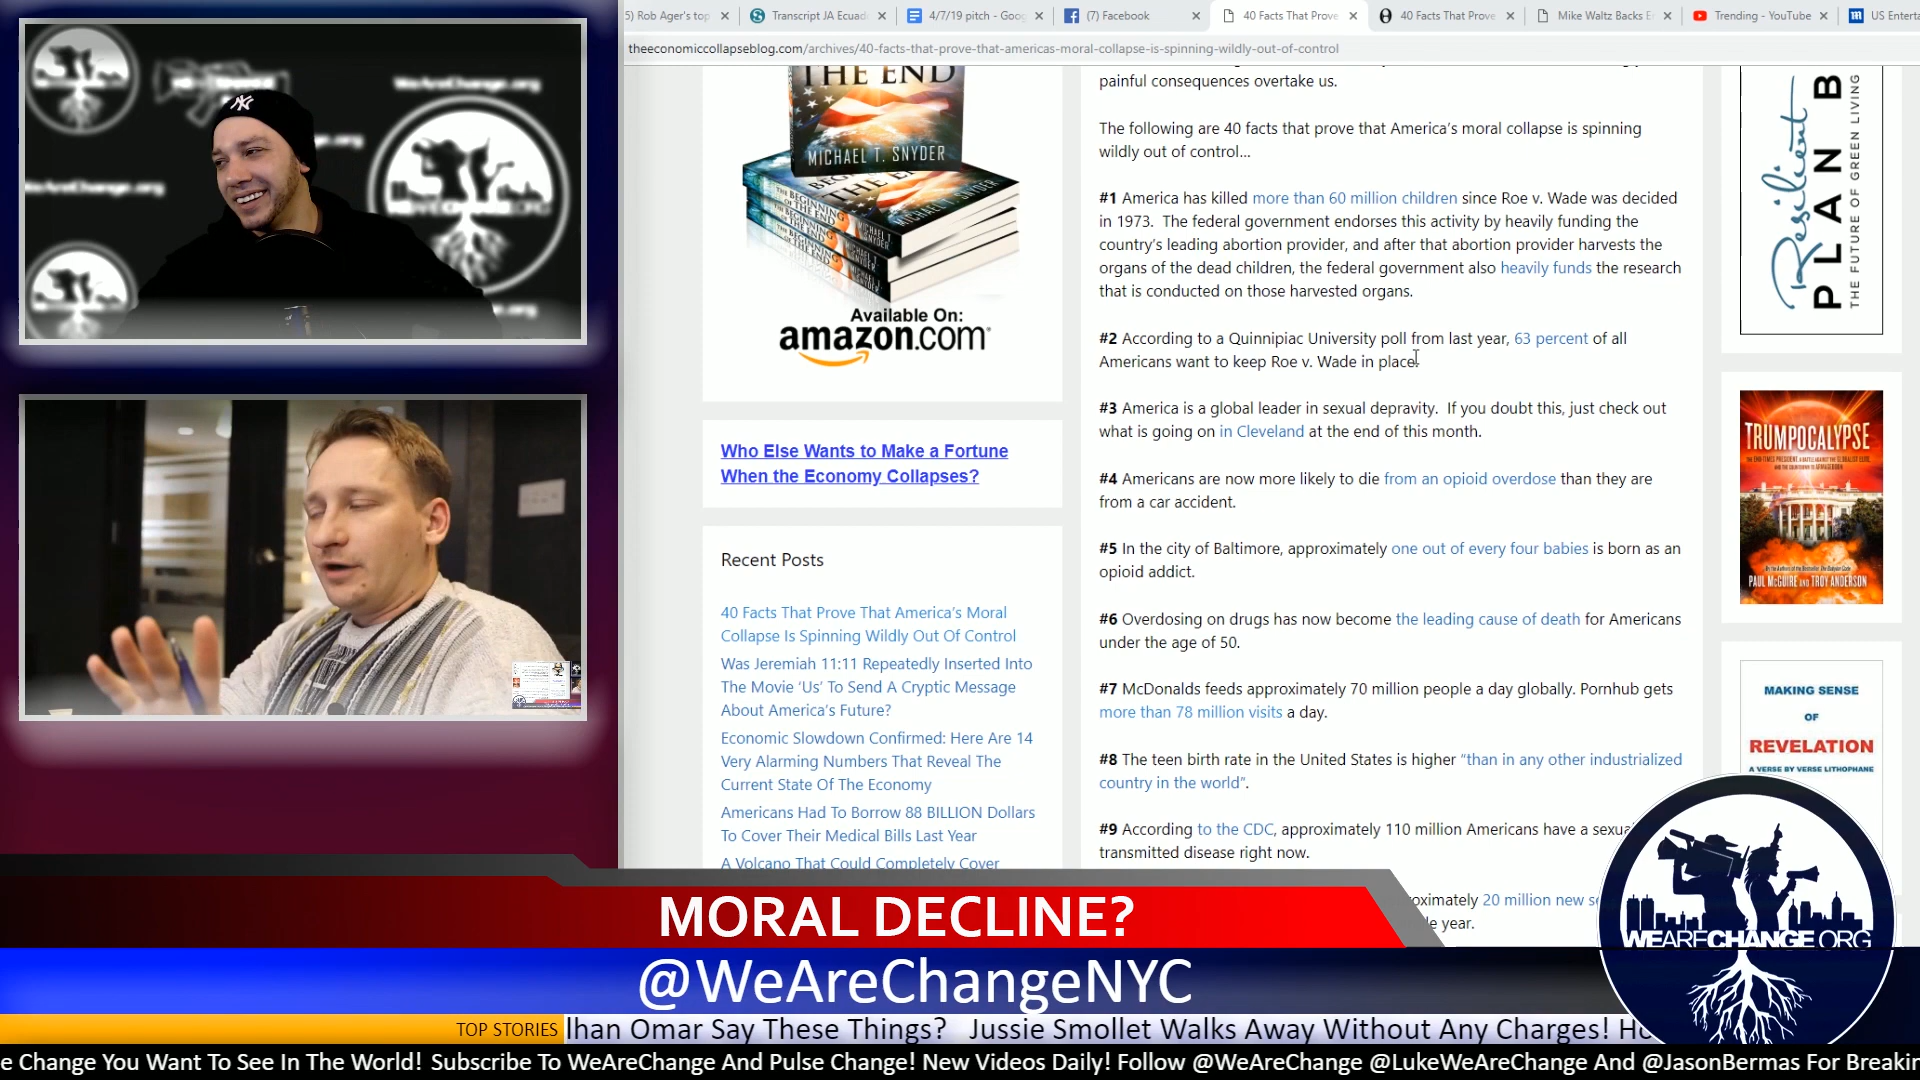 5) Rob Ager's top
Transcript JA Ecuad
4/7/19 pitch - Goog
(7) Facebook
40 Facts That Prove
40 Facts That Prove
Mike Waltz Backs E
Trending - YouTube
US Enterta
theeconomiccollapseblog.com/archives/40-facts-that-prove-that-americas-moral-collapse-is-spinning-wildly-out-of-control
WeAreChange.org
WeAreChange.org
THE END
MICHAEL T. SNYDER
Available On:
amazon.com
Who Else Wants to Make a Fortune
When the Economy Collapses?
Recent Posts
40 Facts That Prove That America's Moral
Collapse Is Spinning Wildly Out Of Control
Was Jeremiah 11:11 Repeatedly Inserted Into
The Movie 'Us' To Send A Cryptic Message
About America's Future?
Economic Slowdown Confirmed: Here Are 14
Very Alarming Numbers That Reveal The
Current State Of The Economy
Americans Had To Borrow 88 BILLION Dollars
To Cover Their Medical Bills Last Year
A Volcano That Could Completely Cover
painful consequences overtake us.
The following are 40 facts that prove that America's moral collapse is spinning
wildly out of control…
#1 America has killed more than 60 million children since Roe v. Wade was decided
in 1973. The federal government endorses this activity by heavily funding the
country's leading abortion provider, and after that abortion provider harvests the
organs of the dead children, the federal government also heavily funds the research
that is conducted on those harvested organs.
#2 According to a Quinnipiac University poll from last year, 63 percent of all
Americans want to keep Roe v. Wade in place.
#3 America is a global leader in sexual depravity. If you doubt this, just check out
what is going on in Cleveland at the end of this month.
#4 Americans are now more likely to die from an opioid overdose than they are
from a car accident.
#5 In the city of Baltimore, approximately one out of every four babies is born as an
opioid addict.
#6 Overdosing on drugs has now become the leading cause of death for Americans
under the age of 50.
#7 McDonalds feeds approximately 70 million people a day globally. Pornhub gets
more than 78 million visits a day.
#8 The teen birth rate in the United States is higher "than in any other industrialized
country in the world".
#9 According to the CDC, approximately 110 million Americans have a sexua
transmitted disease right now.
oximately 20 million new s
e year.
Resilient
PLAN B
THE FUTURE OF GREEN LIVING
TRUMPOCALYPSE
PAUL McGUIRE AND TROY ANDERSON
MAKING SENSE
OF
REVELATION
A VERSE BY VERSE LITHOPHANE
WEARECHANGE.ORG
MORAL DECLINE?
@WeAreChangeNYC
TOP STORIES
lhan Omar Say These Things? Jussie Smollet Walks Away Without Any Charges! Ho
e Change You Want To See In The World! Subscribe To WeAreChange And Pulse Change! New Videos Daily! Follow @WeAreChange @LukeWeAreChange And @JasonBermas For Breakin